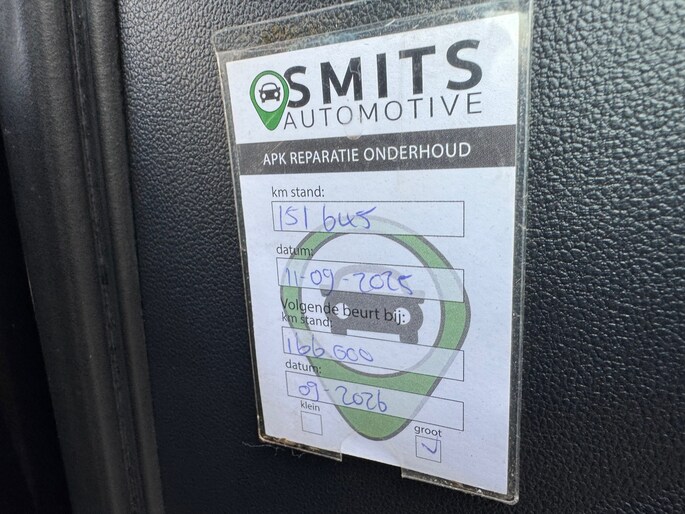 SMITS
AUTOMOTIVE
APK REPARATIE ONDERHOUD
km stand:
151 645
datum:
11-09-2025
Volgende beurt bij:
km stand:
166 000
datum:
09-2026
klein
groot